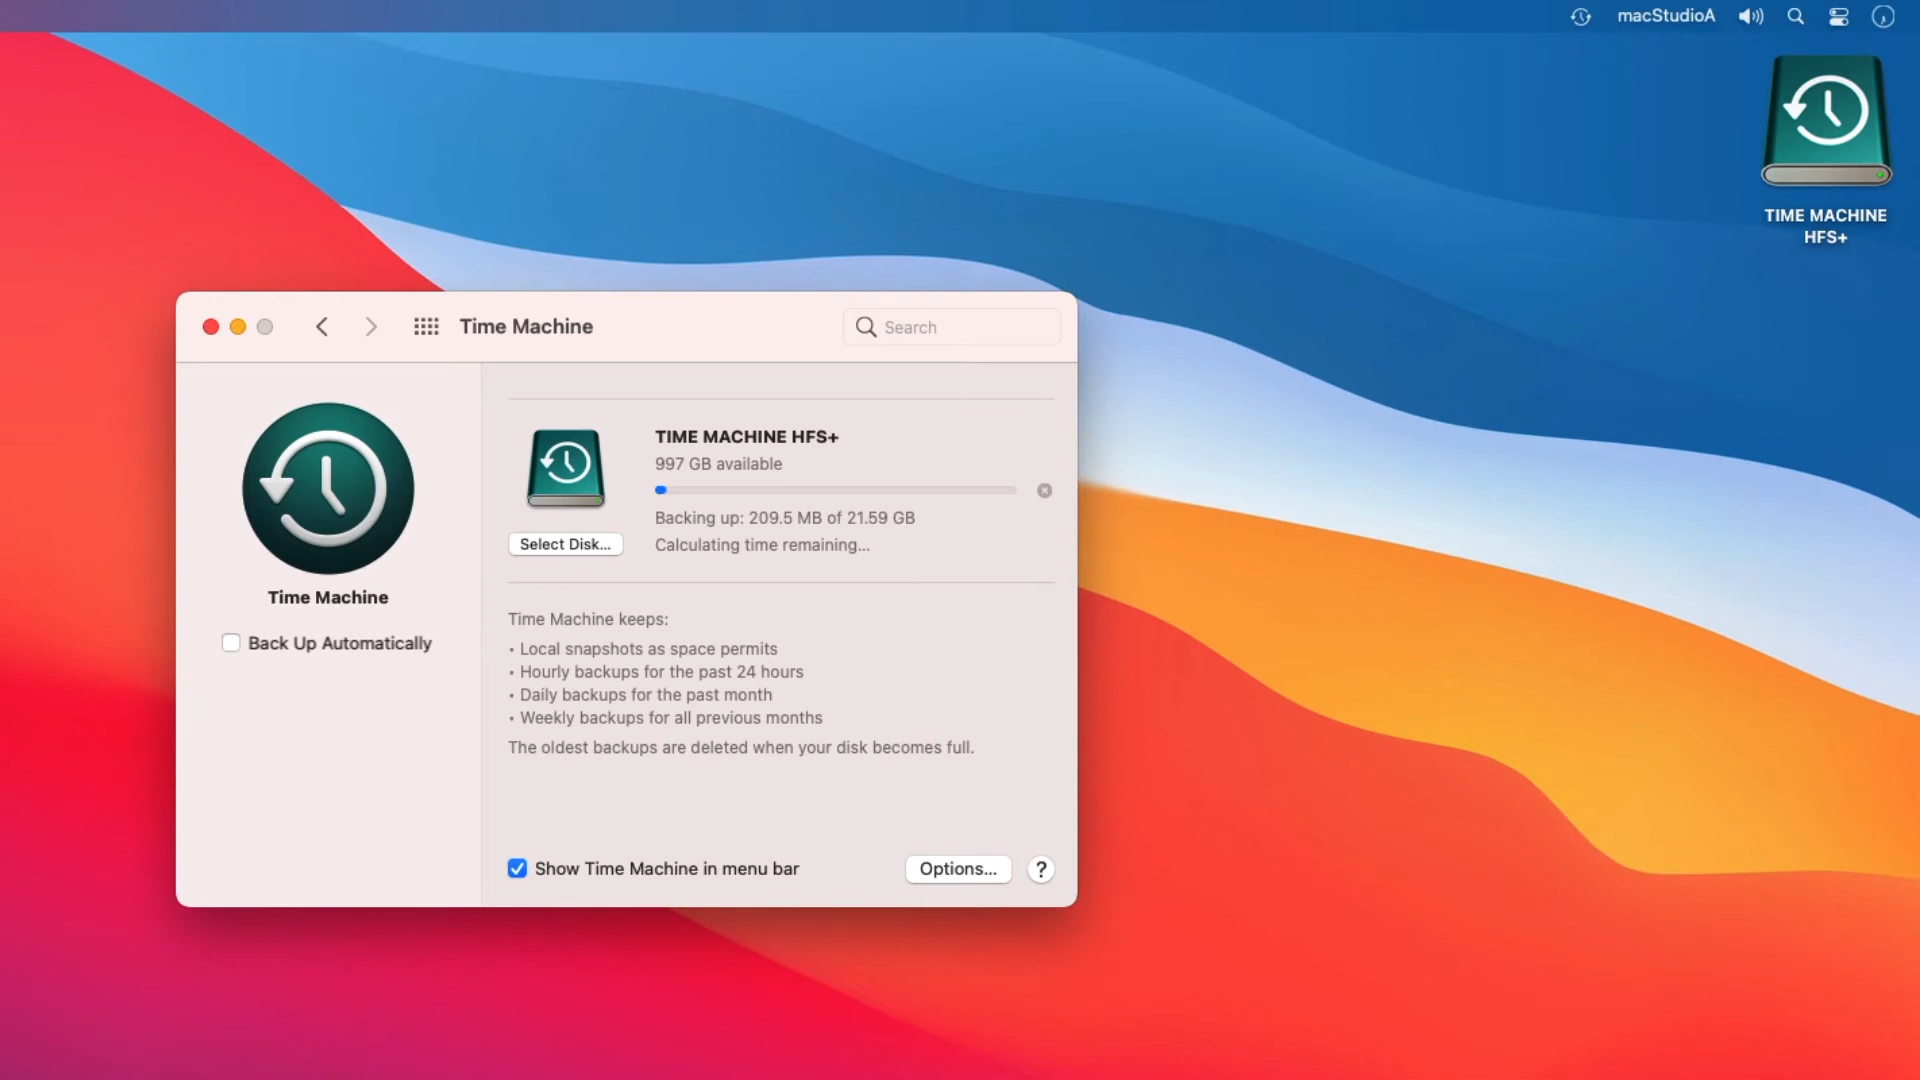 macStudioA
TIME MACHINE
HFS+
Time Machine
Search
TIME MACHINE HFS+
997 GB available
Backing up: 209.5 MB of 21.59 GB
Select Disk...
Calculating time remaining...
Time Machine
Back Up Automatically
Time Machine keeps:
• Local snapshots as space permits
• Hourly backups for the past 24 hours
• Daily backups for the past month
• Weekly backups for all previous months
The oldest backups are deleted when your disk becomes full.
Show Time Machine in menu bar
Options...
?